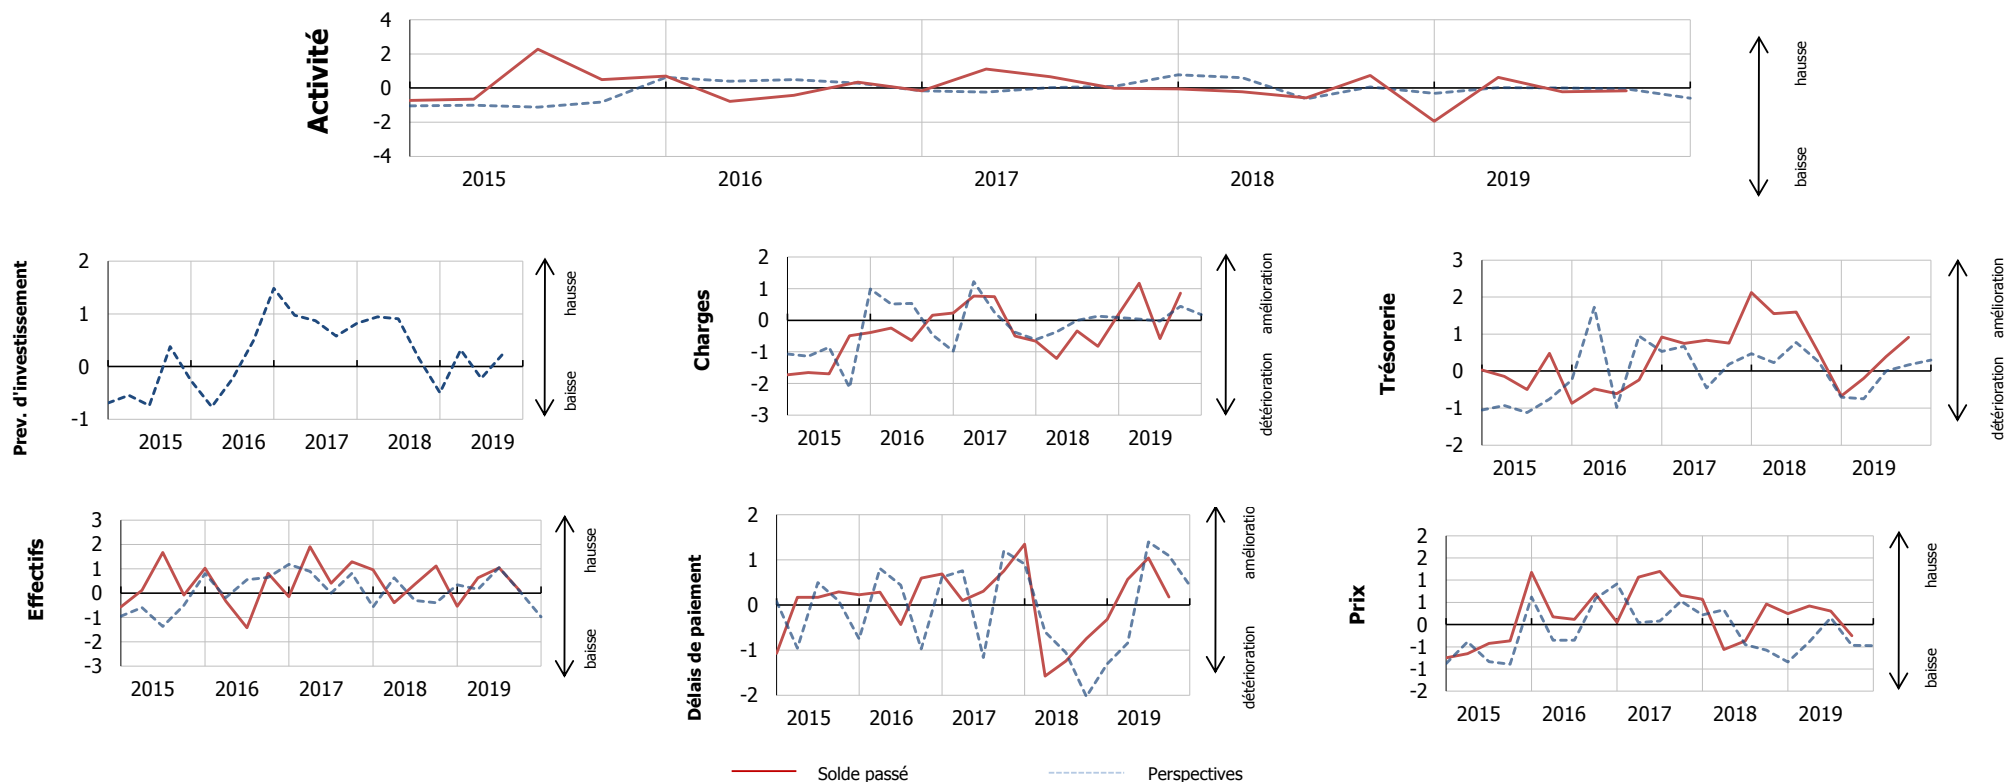 Activité
4
2
0
-2
-4
2015 2016 2017 2018 2019
hausse
baisse
Prev. d'investissement
2
1
0
-1
2015 2016 2017 2018 2019
hausse
baisse
Charges
2
1
0
-1
-2
-3
2015 2016 2017 2018 2019
amélioration
détérioration
Trésorerie
3
2
1
0
-1
-2
2015 2016 2017 2018 2019
amélioration
détérioration
Effectifs
3
2
1
0
-1
-2
-3
2015 2016 2017 2018 2019
hausse
baisse
Délais de paiement
2
1
0
-1
-2
2015 2016 2017 2018 2019
amélioratio
détérioration
Prix
2
2
1
1
0
-1
-1
-2
2015 2016 2017 2018 2019
hausse
baisse
Solde passé Perspectives